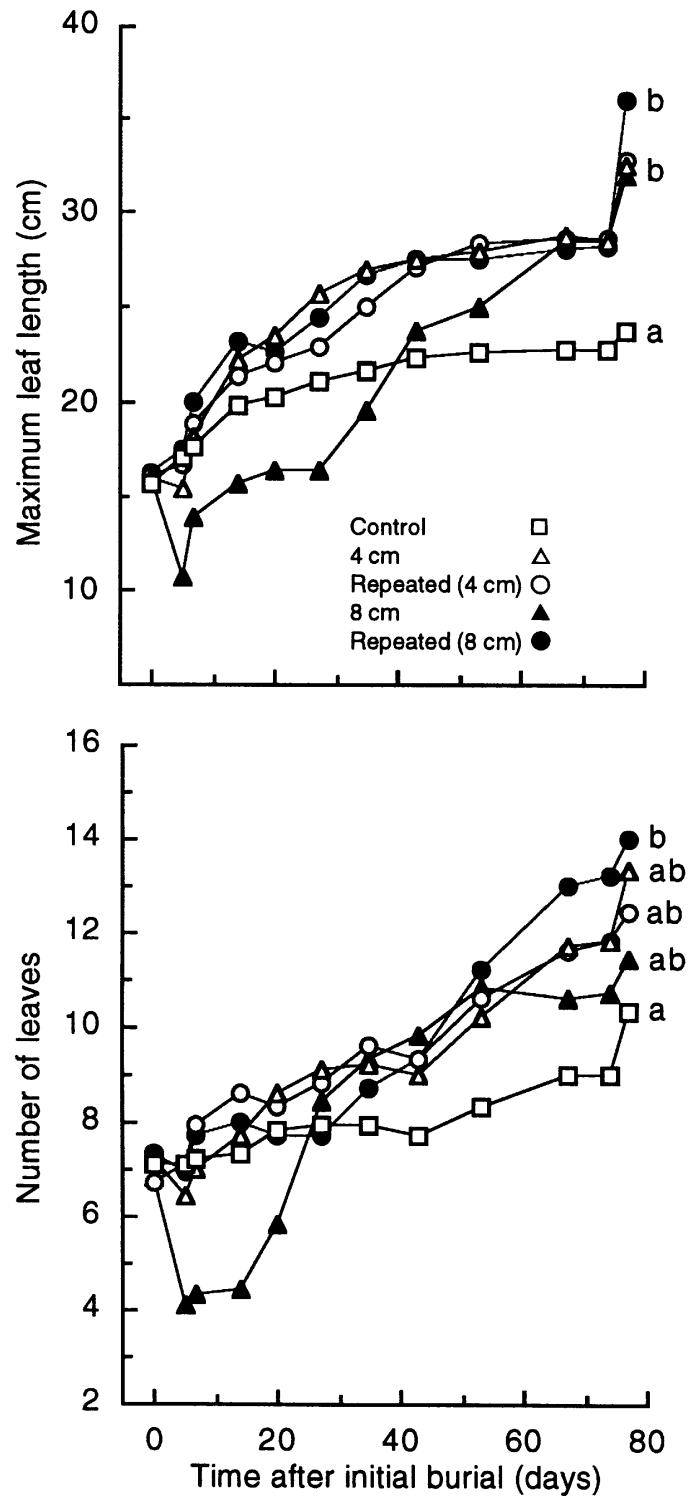 40
b
b
30
a
20
Control
4 cm
Repeated (4 cm)
8 cm
Repeated (8 cm)
10
Maximum leaf length (cm)
16
14
b
ab
12
ab
ab
10
a
8
6
4
2
Number of leaves
0 20 40 60 80
Time after initial burial (days)